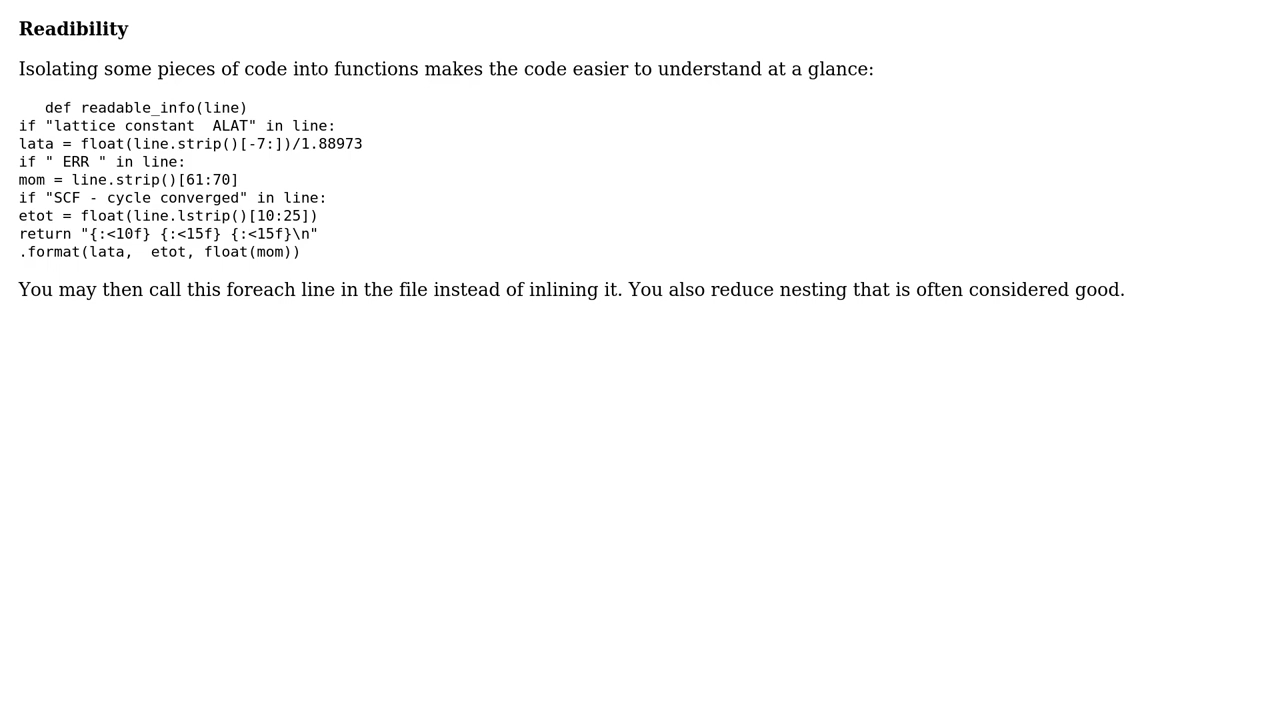 Readibility
Isolating some pieces of code into functions makes the code easier to understand at a glance:
   def readable_info(line)
if "lattice constant  ALAT" in line:
lata = float(line.strip()[-7:])/1.88973
if " ERR " in line:
mom = line.strip()[61:70]
if "SCF - cycle converged" in line:
etot = float(line.lstrip()[10:25])
return "{:<10f} {:<15f} {:<15f}\n"
.format(lata,  etot, float(mom))
You may then call this foreach line in the file instead of inlining it. You also reduce nesting that is often considered good.